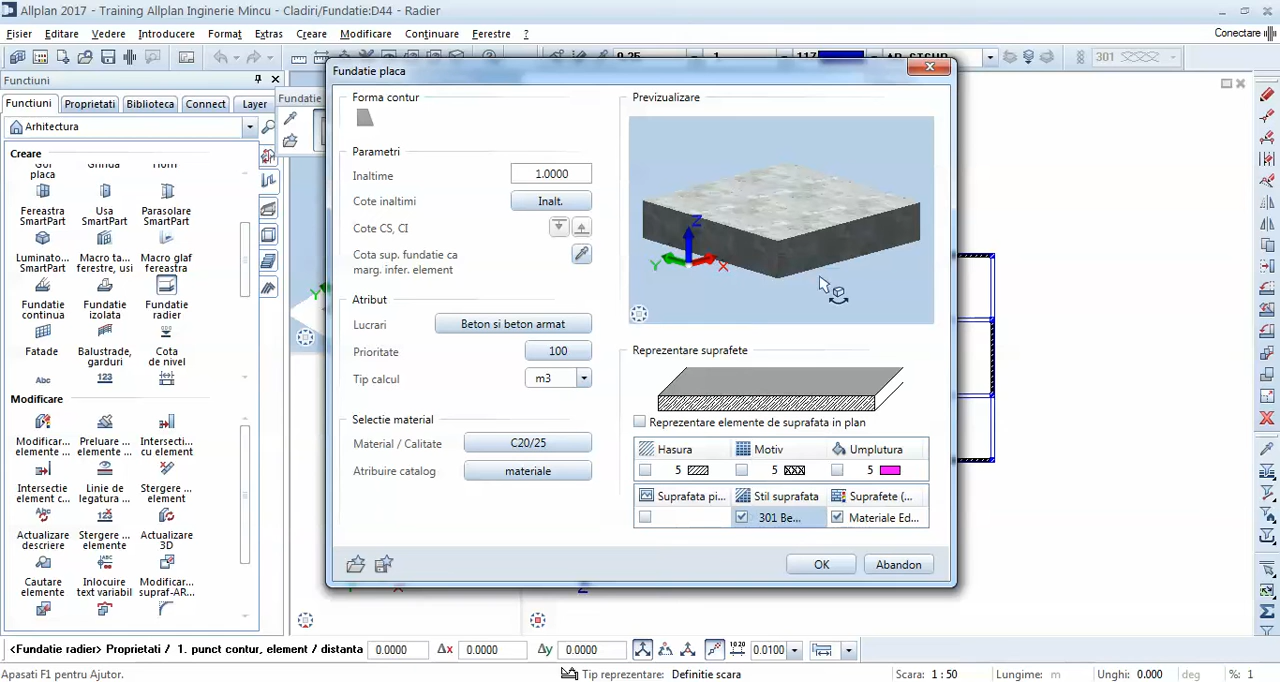 Allplan 2017 - Training Allplan Inginerie Mincu - Cladiri/Fundatie:D44 - Radier
Fisier Editare Vedere Introducere Format Extras Creare Modificare Continuare Ferestre ?
Conectare
301
Functiuni
Functiuni Proprietati Biblioteca Connect Layer
Arhitectura
Creare
placa
Fereastra SmartPart
Usa SmartPart
Parasolare SmartPart
Luminato... SmartPart
Tab... macro fe... terestre, usi
Macro glaf fereastra
Fundatie continua
Fundatie izolata
Fundatie radier
Fatade
Balustrade, garduri
Cota de nivel
Modificare
Modificar... elemente ...
Preluare ... elemente ...
Intersecti cu element
Intersectie element c...
Linie de legatura ...
Stergere ... element
Actualizare descriere
Stergere ... elemente
Actualizare 3D
Cautare elemente
Inlocuire text variabil
Modific... supraf-AR...
Fundatie
Fundatie placa
Forma contur
Parametri
Inaltime 1.0000
Cote inaltimi Inalt.
Cote CS, CI
Cota sup. fundatie ca
marg. infer. element
Atribut
Lucrari Beton si beton armat
Prioritate 100
Tip calcul m3
Selectie material
Material / Calitate C20/25
Atribuire catalog materiale
Previzualizare
Z
Y X
Reprezentare suprafete
Reprezentare elemente de suprafata in plan
Hasura Motiv Umplutura
5 5 5
Suprafata pi... Stil suprafata Suprafete (...
301 Be... Materiale Ed...
OK Abandon
<Fundatie radier> Proprietati / 1. punct contur, element / distanta 0.0000 Δx 0.0000 Δy 0.0000 0.0100
Apasati F1 pentru Ajutor. Tip reprezentare: Definitie scara Scara: 1 : 50 Lungime: m Unghi: 0.000 deg %: 1